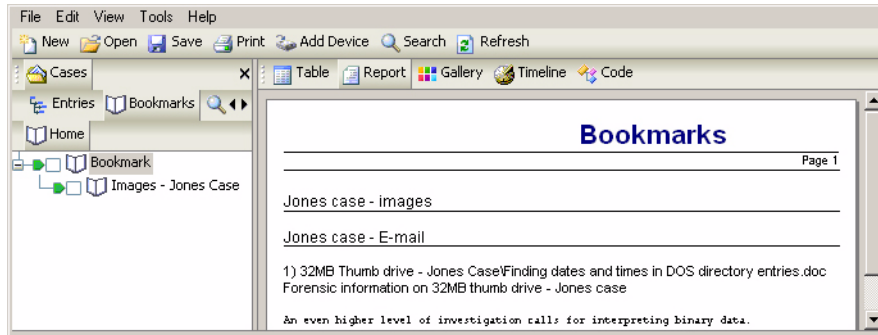 File Edit View Tools Help
New Open Save Print Add Device Search Refresh
Cases
Table Report Gallery Timeline Code
Entries Bookmarks
Home
Bookmark
Images - Jones Case
Bookmarks
Page 1
Jones case - images
Jones case - E-mail
1) 32MB Thumb drive - Jones Case\Finding dates and times in DOS directory entries.doc
Forensic information on 32MB thumb drive - Jones case
An even higher level of investigation calls for interpreting binary data.